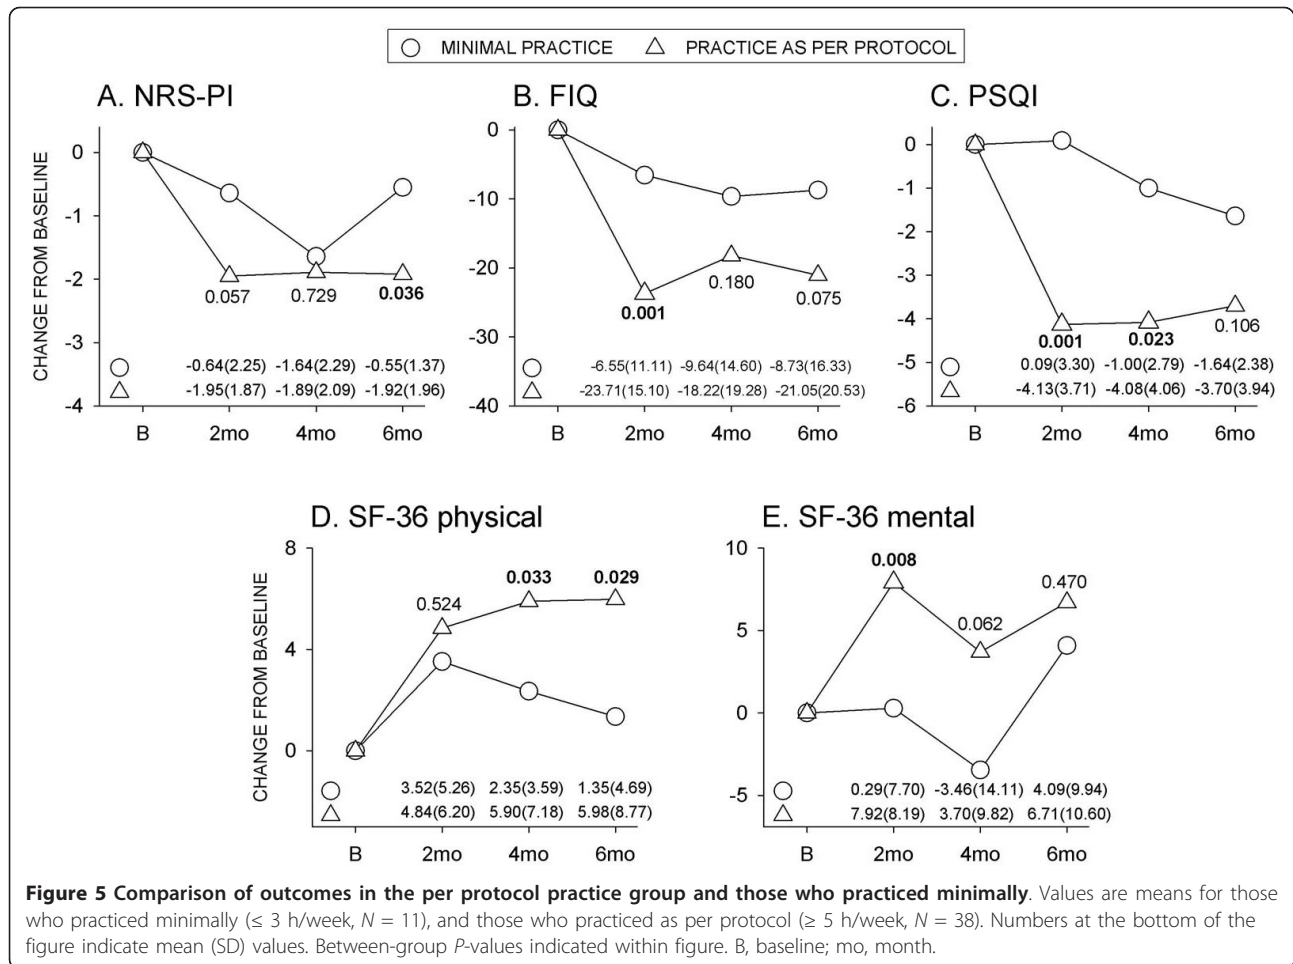 MINIMAL PRACTICE PRACTICE AS PER PROTOCOL
A. NRS-PI
CHANGE FROM BASELINE
0
-1
-2
-3
-4
0.057 0.729 0.036
-0.64(2.25) -1.64(2.29) -0.55(1.37)
-1.95(1.87) -1.89(2.09) -1.92(1.96)
B 2mo 4mo 6mo
B. FIQ
0
-10
-20
-30
-40
0.001 0.180 0.075
-6.55(11.11) -9.64(14.60) -8.73(16.33)
-23.71(15.10) -18.22(19.28) -21.05(20.53)
B 2mo 4mo 6mo
C. PSQI
0
-1
-2
-3
-4
-5
-6
0.001 0.023 0.106
0.09(3.30) -1.00(2.79) -1.64(2.38)
-4.13(3.71) -4.08(4.06) -3.70(3.94)
B 2mo 4mo 6mo
D. SF-36 physical
CHANGE FROM BASELINE
8
4
0
0.524 0.033 0.029
3.52(5.26) 2.35(3.59) 1.35(4.69)
4.84(6.20) 5.90(7.18) 5.98(8.77)
B 2mo 4mo 6mo
E. SF-36 mental
10
5
0
-5
0.008 0.062 0.470
0.29(7.70) -3.46(14.11) 4.09(9.94)
7.92(8.19) 3.70(9.82) 6.71(10.60)
B 2mo 4mo 6mo
Figure 5 Comparison of outcomes in the per protocol practice group and those who practiced minimally. Values are means for those
who practiced minimally (≤ 3 h/week, N = 11), and those who practiced as per protocol (≥ 5 h/week, N = 38). Numbers at the bottom of the
figure indicate mean (SD) values. Between-group P-values indicated within figure. B, baseline; mo, month.